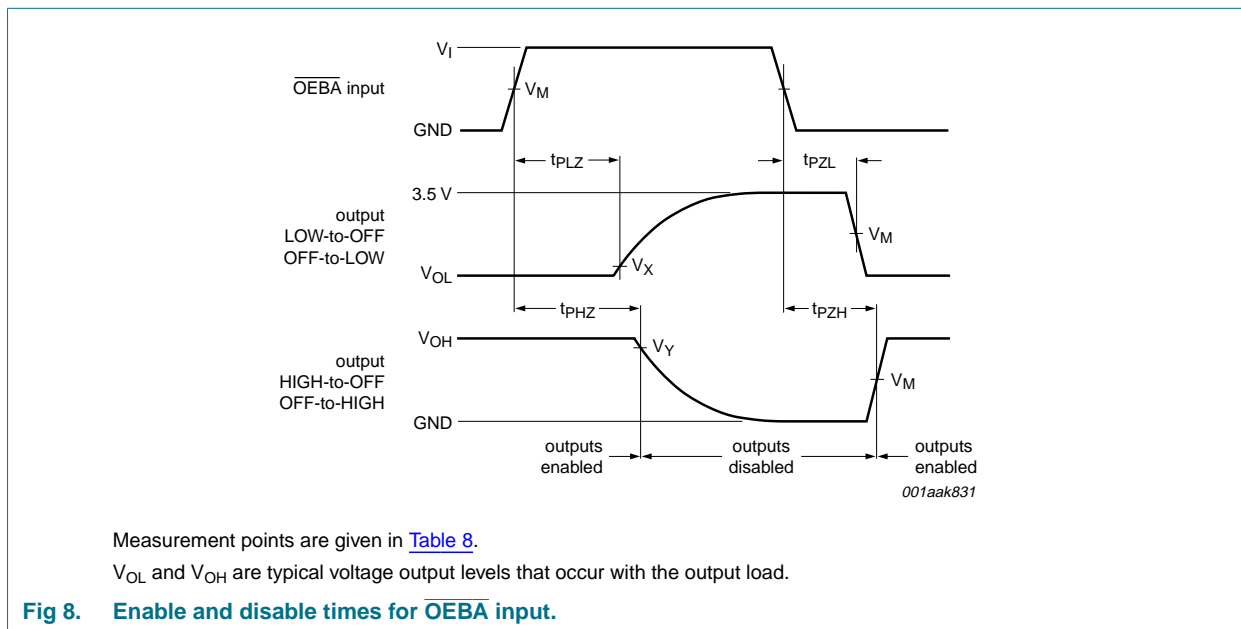 V_I
O̅E̅B̅A̅ input
V_M
GND
t_PLZ
t_PZL
3.5 V
output
LOW-to-OFF
OFF-to-LOW
V_M
V_X
V_OL
t_PHZ
t_PZH
V_OH
V_Y
output
HIGH-to-OFF
OFF-to-HIGH
V_M
GND
outputs enabled
outputs disabled
outputs enabled
001aak831
Measurement points are given in Table 8.
V_OL and V_OH are typical voltage output levels that occur with the output load.
Fig 8. Enable and disable times for O̅E̅B̅A̅ input.